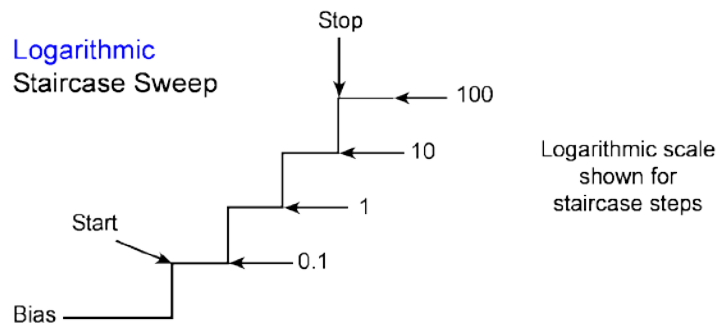 Stop
Logarithmic
Staircase Sweep
100
10
Logarithmic scale
shown for
staircase steps
1
Start
0.1
Bias